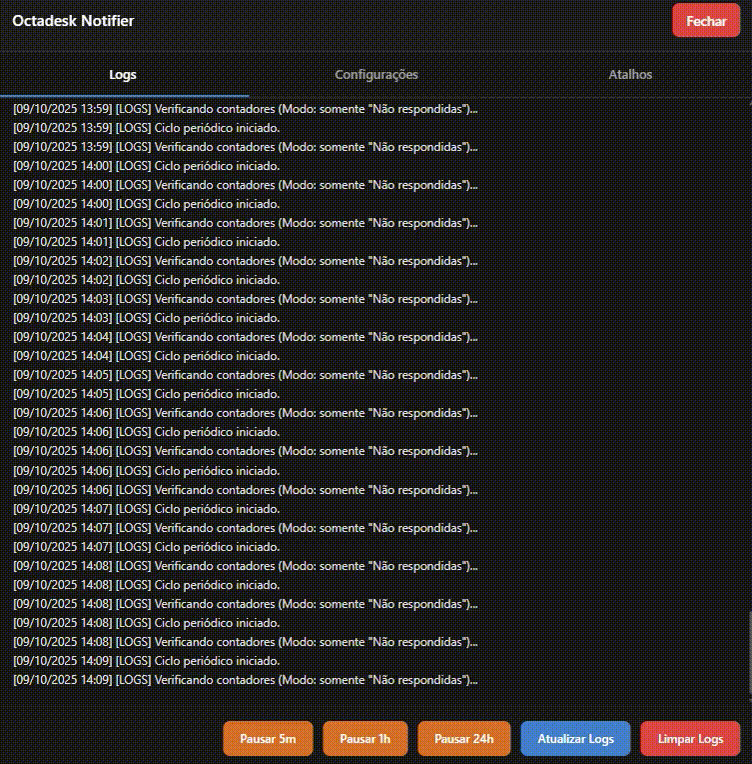 Octadesk Notifier
Fechar
Logs
Configurações
Atalhos
[09/10/2025 13:59] [LOGS] Verificando contadores (Modo: somente "Não respondidas")...
[09/10/2025 13:59] [LOGS] Ciclo periódico iniciado.
[09/10/2025 13:59] [LOGS] Verificando contadores (Modo: somente "Não respondidas")...
[09/10/2025 14:00] [LOGS] Ciclo periódico iniciado.
[09/10/2025 14:00] [LOGS] Verificando contadores (Modo: somente "Não respondidas")...
[09/10/2025 14:00] [LOGS] Ciclo periódico iniciado.
[09/10/2025 14:01] [LOGS] Verificando contadores (Modo: somente "Não respondidas")...
[09/10/2025 14:01] [LOGS] Ciclo periódico iniciado.
[09/10/2025 14:02] [LOGS] Verificando contadores (Modo: somente "Não respondidas")...
[09/10/2025 14:02] [LOGS] Ciclo periódico iniciado.
[09/10/2025 14:03] [LOGS] Verificando contadores (Modo: somente "Não respondidas")...
[09/10/2025 14:03] [LOGS] Ciclo periódico iniciado.
[09/10/2025 14:04] [LOGS] Verificando contadores (Modo: somente "Não respondidas")...
[09/10/2025 14:04] [LOGS] Ciclo periódico iniciado.
[09/10/2025 14:05] [LOGS] Verificando contadores (Modo: somente "Não respondidas")...
[09/10/2025 14:05] [LOGS] Ciclo periódico iniciado.
[09/10/2025 14:06] [LOGS] Verificando contadores (Modo: somente "Não respondidas")...
[09/10/2025 14:06] [LOGS] Ciclo periódico iniciado.
[09/10/2025 14:06] [LOGS] Verificando contadores (Modo: somente "Não respondidas")...
[09/10/2025 14:06] [LOGS] Ciclo periódico iniciado.
[09/10/2025 14:06] [LOGS] Verificando contadores (Modo: somente "Não respondidas")...
[09/10/2025 14:07] [LOGS] Ciclo periódico iniciado.
[09/10/2025 14:07] [LOGS] Verificando contadores (Modo: somente "Não respondidas")...
[09/10/2025 14:07] [LOGS] Ciclo periódico iniciado.
[09/10/2025 14:08] [LOGS] Verificando contadores (Modo: somente "Não respondidas")...
[09/10/2025 14:08] [LOGS] Ciclo periódico iniciado.
[09/10/2025 14:08] [LOGS] Verificando contadores (Modo: somente "Não respondidas")...
[09/10/2025 14:08] [LOGS] Ciclo periódico iniciado.
[09/10/2025 14:08] [LOGS] Verificando contadores (Modo: somente "Não respondidas")...
[09/10/2025 14:09] [LOGS] Ciclo periódico iniciado.
[09/10/2025 14:09] [LOGS] Verificando contadores (Modo: somente "Não respondidas")...
Pausar 5m
Pausar 1h
Pausar 24h
Atualizar Logs
Limpar Logs